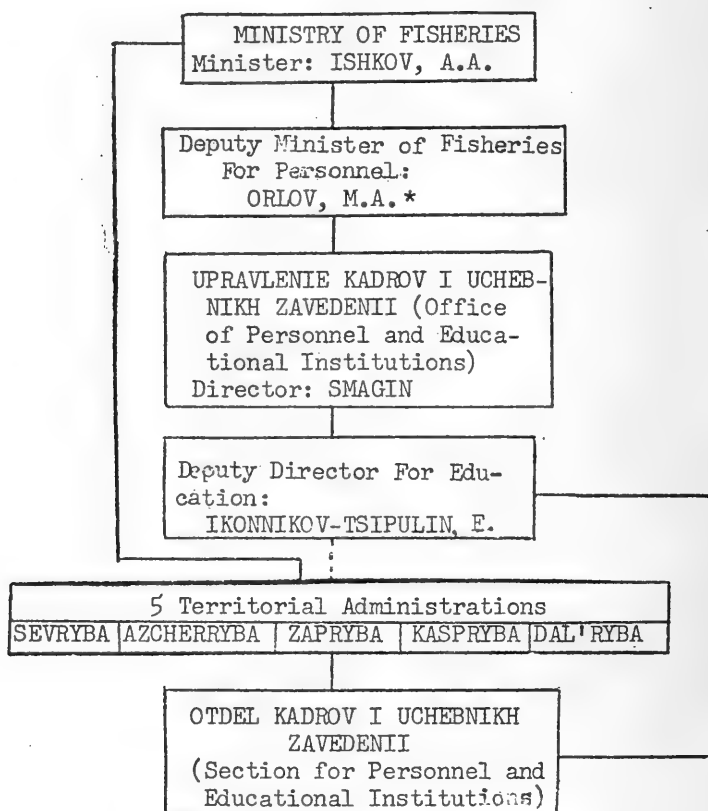 MINISTRY OF FISHERIES
Minister: ISHKOV, A.A.
Deputy Minister of Fisheries
For Personnel:
ORLOV, M.A.*
UPRAVLENIE KADROV I UCHEB-
NIKH ZAVEDENII (Office
of Personnel and Educa-
tional Institutions)
Director: SMAGIN
Deputy Director For Edu-
cation:
IKONNIKOV-TSIPULIN, E.
5 Territorial Administrations
SEVRYBA AZCHERRYBA ZAPRYBA KASPRYBA DAL'RYBA
OTDEL KADROV I UCHEBNIKH
ZAVEDENII
(Section for Personnel and
Educational Institutions)